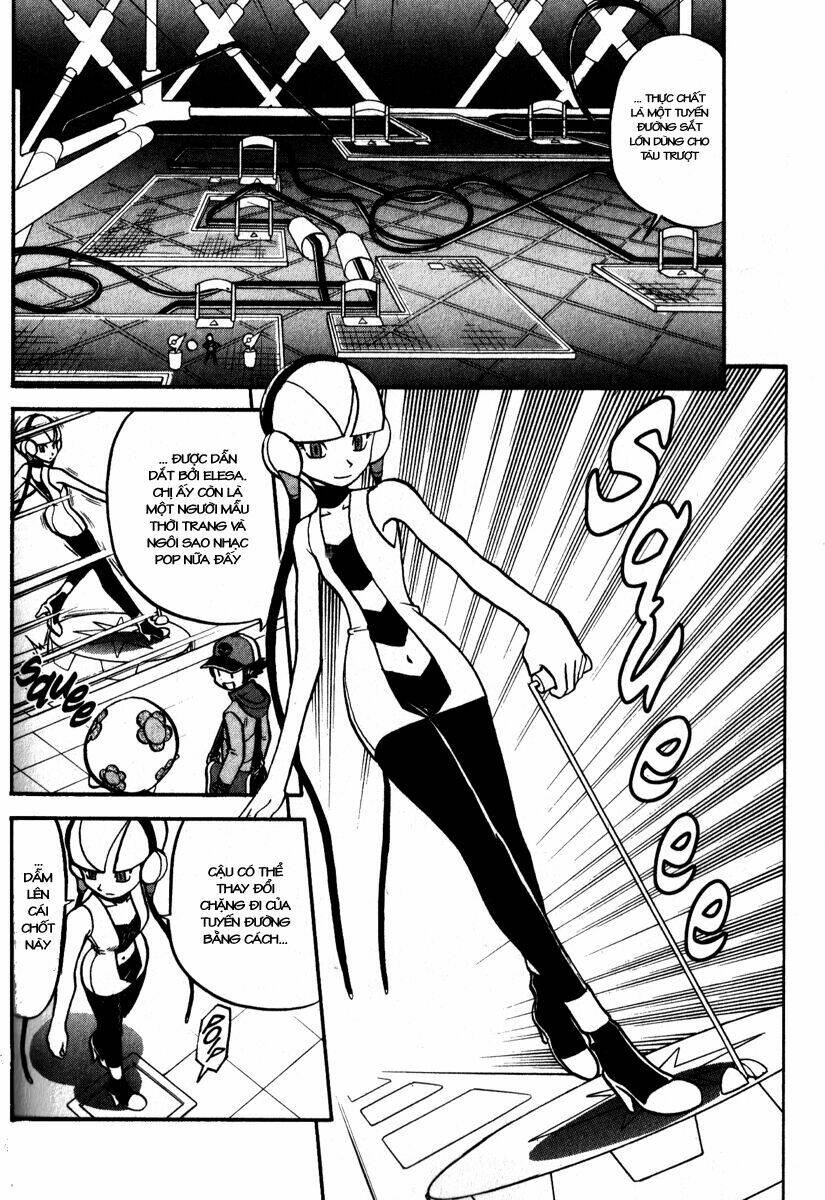 ... THỰC CHẤT
LÀ MỘT TUYẾN
ĐƯỜNG SẮT
LỚN DÙNG CHO
TÀU TRƯỢT
... ĐƯỢC DẪN
DẮT BỞI ELESA.
CHỊ ẤY CÒN LÀ
MỘT NGƯỜI MẪU
THỜI TRANG VÀ
NGÔI SAO NHẠC
POP NỮA ĐẤY
Squeeee
squee
CẬU CÓ THỂ
THAY ĐỔI
CHẶNG ĐI CỦA
TUYẾN ĐƯỜNG
BẰNG CÁCH...
...
DẪM
LÊN
CÁI
CHỐT
NÀY